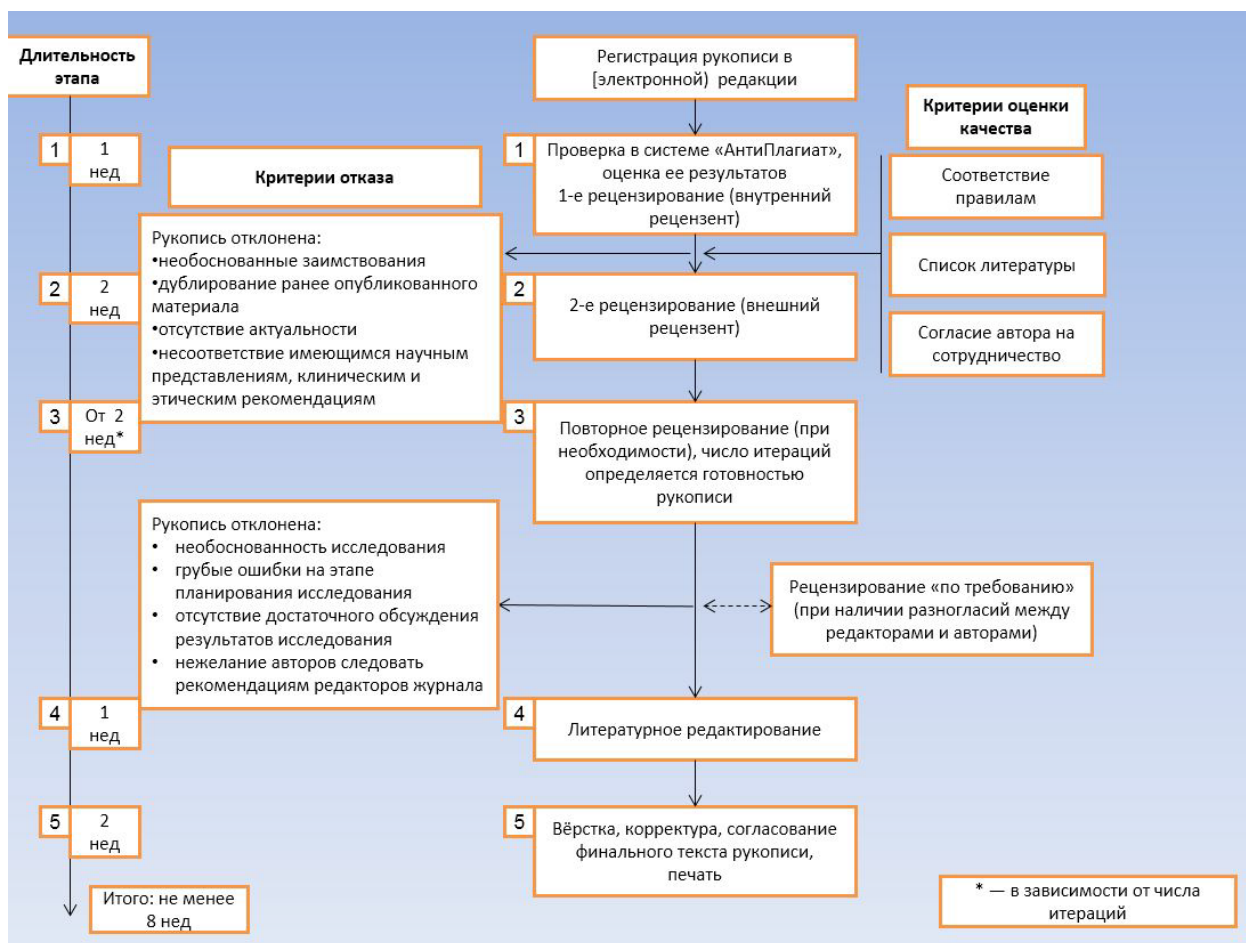 Длительность
этапа
1
1
нед
2
2
нед
3
От 2
нед*
4
1
нед
5
2
нед
Итого: не менее
8 нед
Критерии отказа
Рукопись отклонена:
•необоснованные заимствования
•дублирование ранее опубликованного
материала
•отсутствие актуальности
•несоответствие имеющимся научным
представлениям, клиническим и
этическим рекомендациям
Рукопись отклонена:
• необоснованность исследования
• грубые ошибки на этапе
планирования исследования
• отсутствие достаточного обсуждения
результатов исследования
• нежелание авторов следовать
рекомендациям редакторов журнала
Регистрация рукописи в
[электронной) редакции
1
Проверка в системе «АнтиПлагиат»,
оценка ее результатов
1-е рецензирование (внутренний
рецензент)
2
2-е рецензирование (внешний
рецензент)
3
Повторное рецензирование (при
необходимости), число итераций
определяется готовностью
рукописи
4
Литературное редактирование
5
Вёрстка, корректура, согласование
финального текста рукописи,
печать
Критерии оценки
качества
Соответствие
правилам
Список литературы
Согласие автора на
сотрудничество
Рецензирование «по требованию»
(при наличии разногласий между
редакторами и авторами)
* — в зависимости от числа
итераций